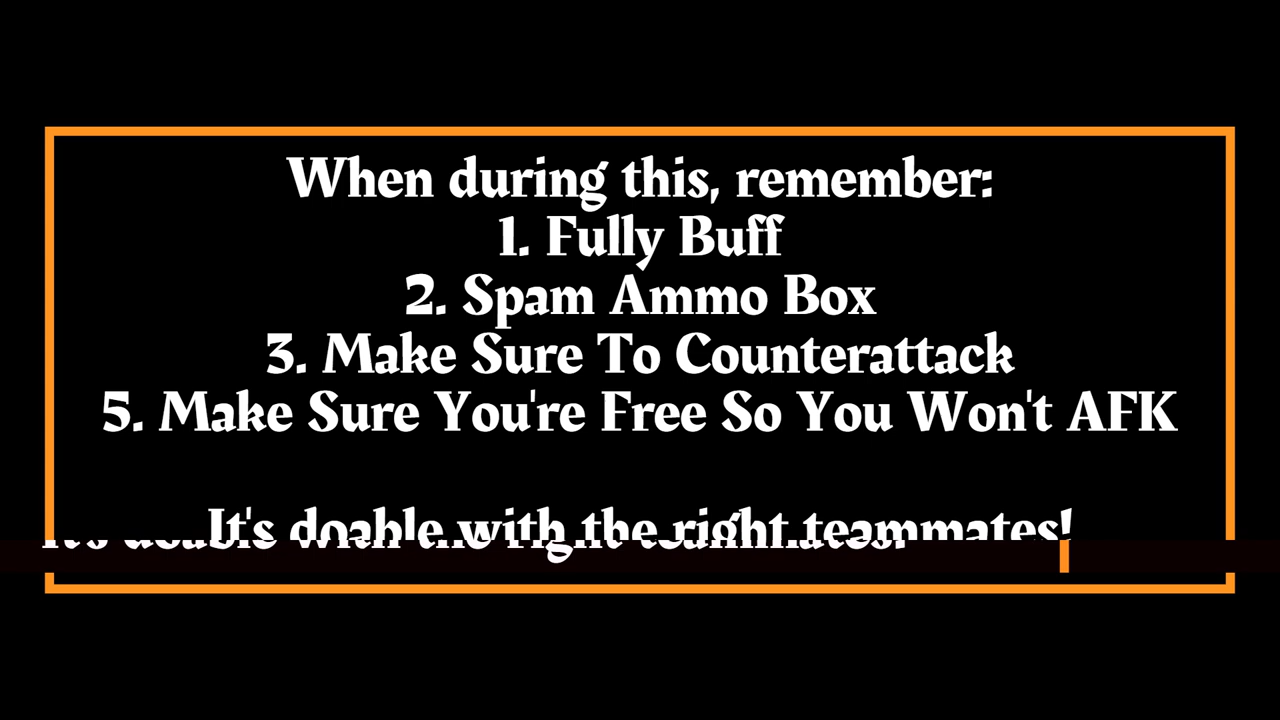 When during this, remember:
1. Fully Buff
2. Spam Ammo Box
3. Make Sure To Counterattack
5. Make Sure You're Free So You Won't AFK
It's doable with the right teammates!